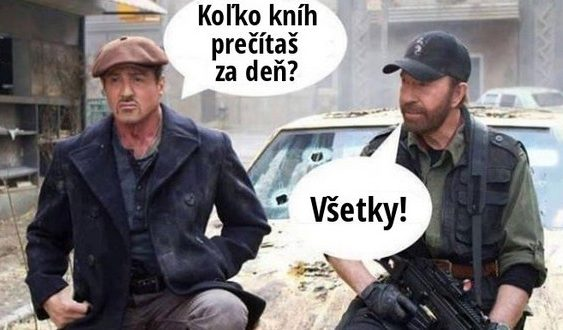 Koľko kníh
prečítaš
za deň?
Všetky!